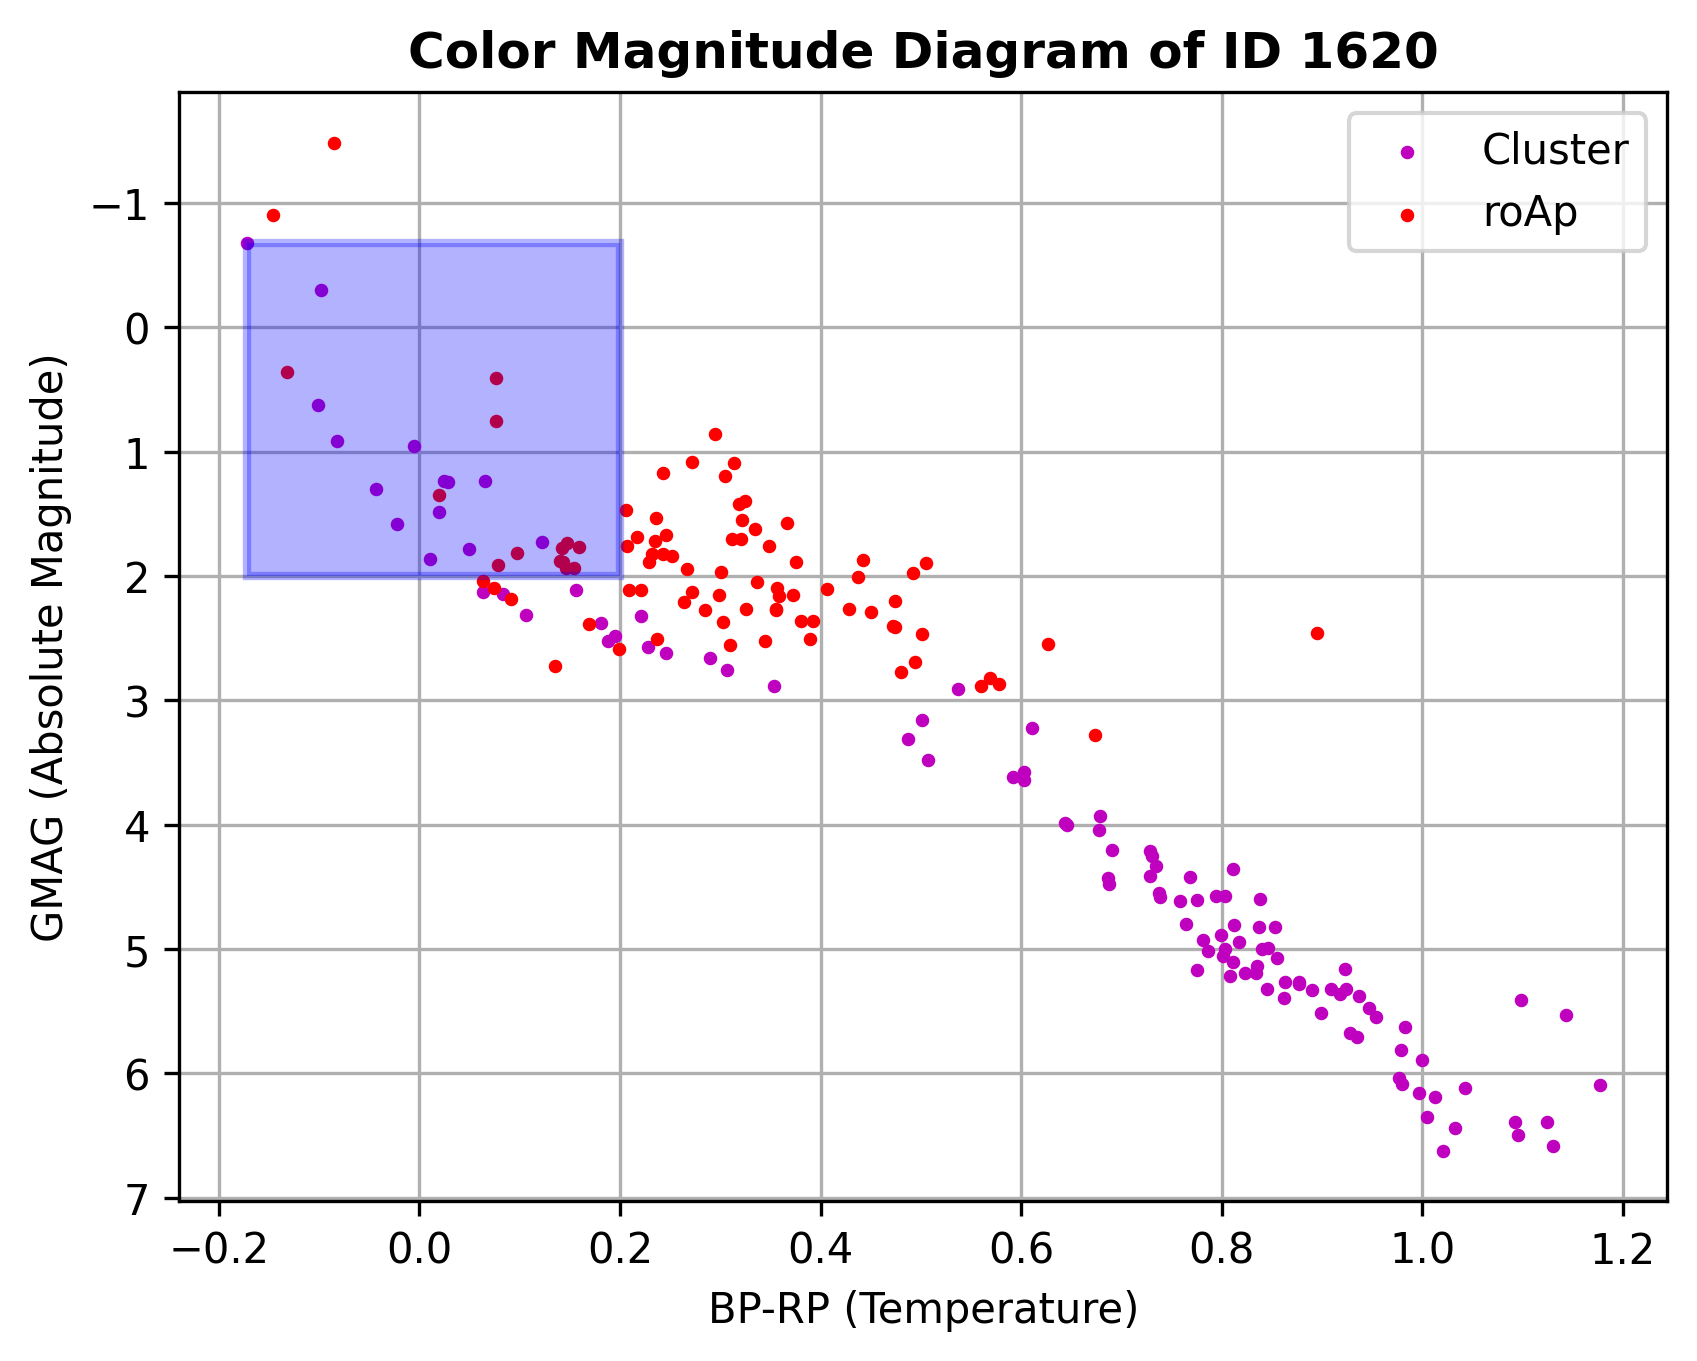 Color Magnitude Diagram of ID 1620
Cluster
roAp
GMAG (Absolute Magnitude)
−1
0
1
2
3
4
5
6
7
−0.2 0.0 0.2 0.4 0.6 0.8 1.0 1.2
BP-RP (Temperature)